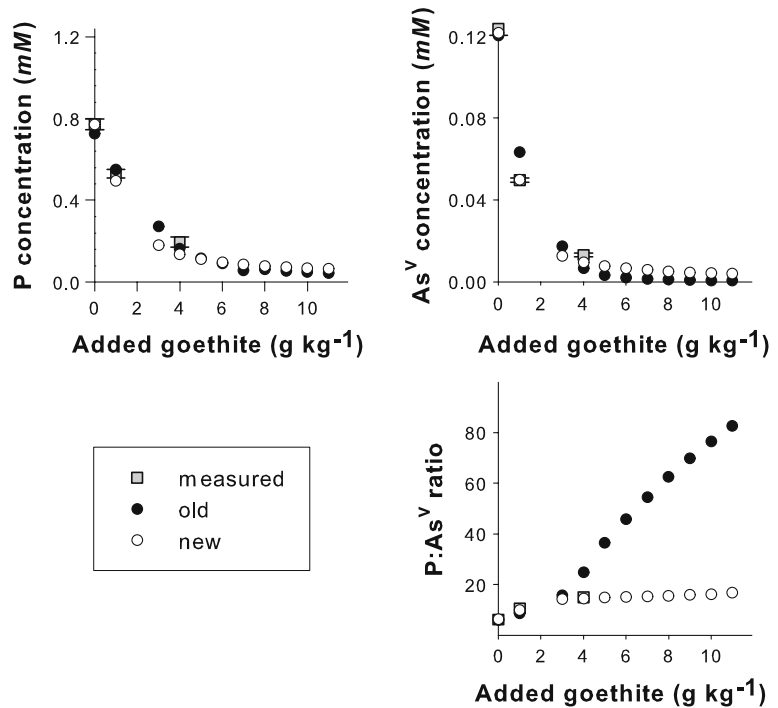 P concentration (mM)
1.2
0.8
0.4
0.0
0 2 4 6 8 10
Added goethite (g kg-1)
Asv concentration (mM)
0.12
0.08
0.04
0.00
0 2 4 6 8 10
Added goethite (g kg-1)
measured
old
new
P:Asv ratio
80
60
40
20
0 2 4 6 8 10
Added goethite (g kg-1)